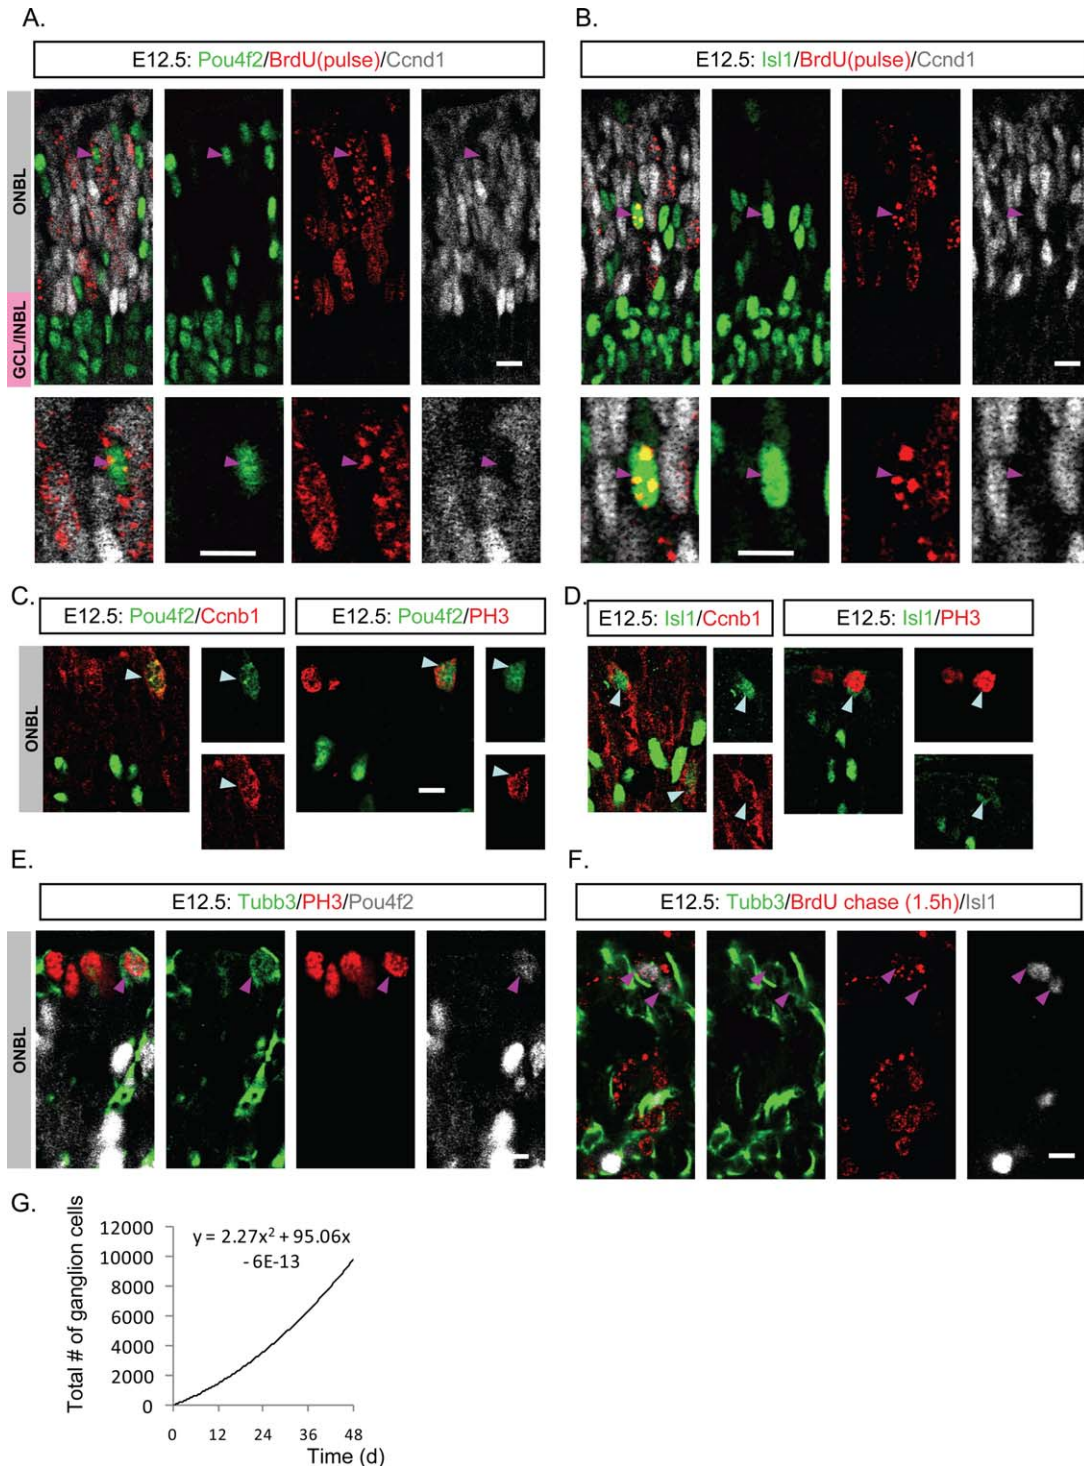 A.
E12.5: Pou4f2/BrdU(pulse)/Ccnd1
ONBL
GCL/INBL
B.
E12.5: Isl1/BrdU(pulse)/Ccnd1
C.
E12.5: Pou4f2/Ccnb1
E12.5: Pou4f2/PH3
ONBL
D.
E12.5: Isl1/Ccnb1
E12.5: Isl1/PH3
E.
E12.5: Tubb3/PH3/Pou4f2
ONBL
F.
E12.5: Tubb3/BrdU chase (1.5h)/Isl1
G.
Total # of ganglion cells
12000
10000
8000
6000
4000
2000
0
y = 2.27x² + 95.06x
- 6E-13
0 12 24 36 48
Time (d)